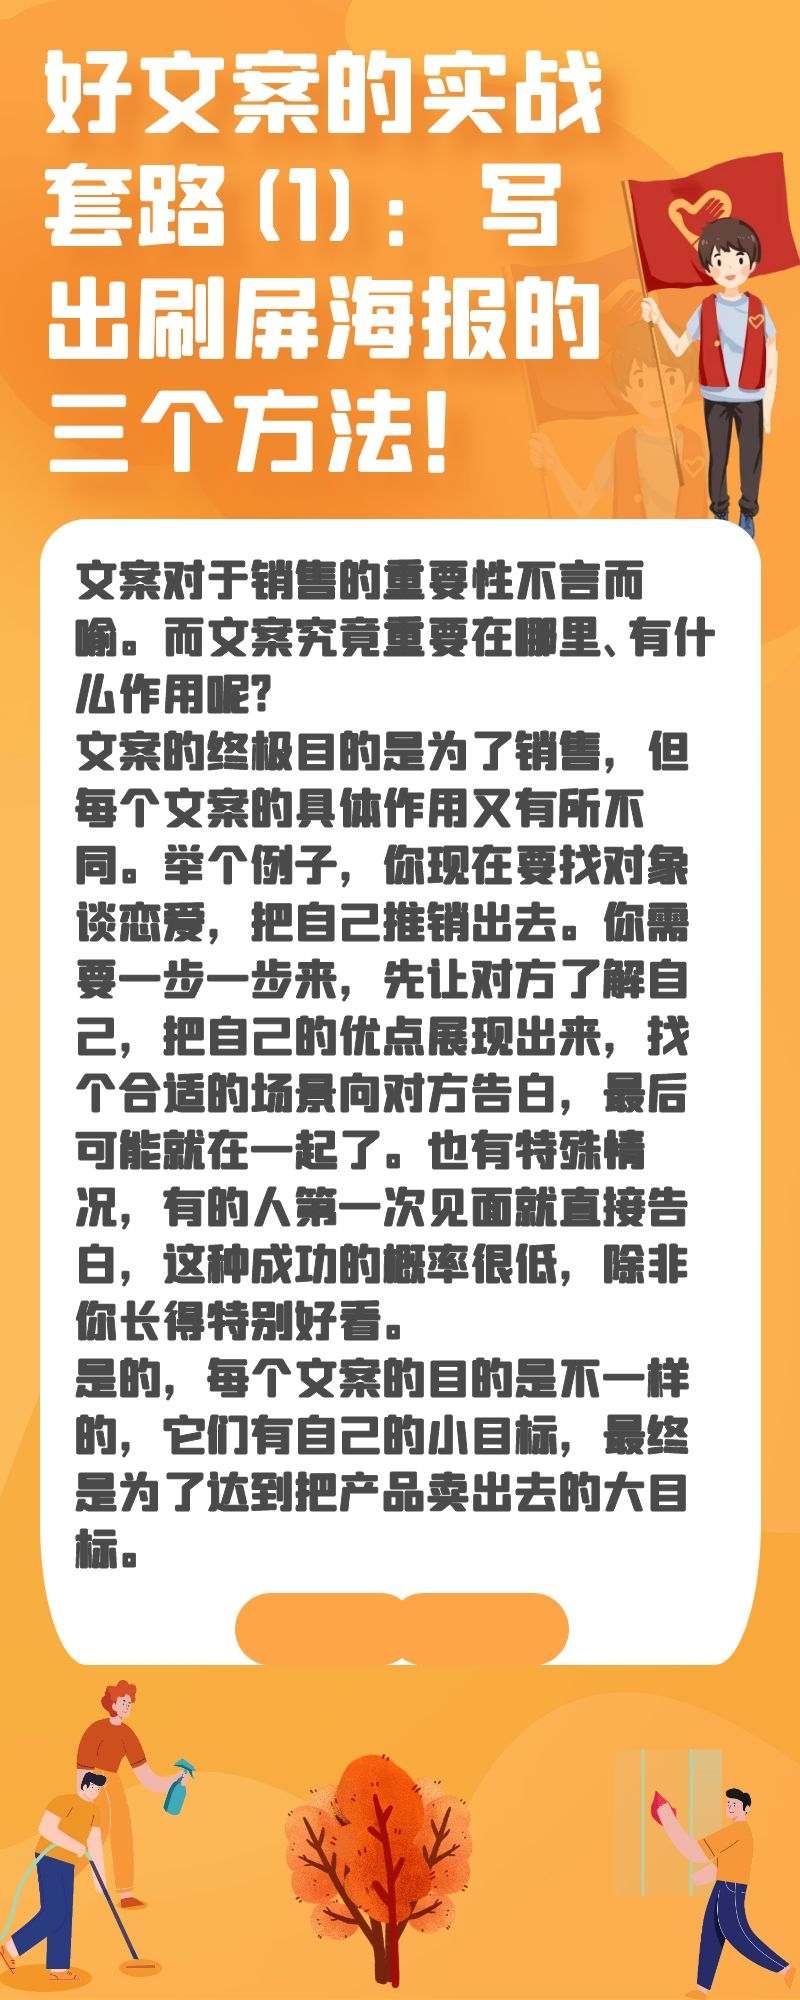 好文案的实战
套路(1)：写
出刷屏海报的
三个方法！
文案对于销售的重要性不言而
喻。而文案究竟重要在哪里、有什
么作用呢？
文案的终极目的是为了销售，但
每个文案的具体作用又有所不
同。举个例子，你现在要找对象
谈恋爱，把自己推销出去。你需
要一步一步来，先让对方了解自
己，把自己的优点展现出来，找
个合适的场景向对方告白，最后
可能就在一起了。也有特殊情
况，有的人第一次见面就直接告
白，这种成功的概率很低，除非
你长得特别好看。
是的，每个文案的目的是不一样
的，它们有自己的小目标，最终
是为了达到把产品卖出去的大目
标。